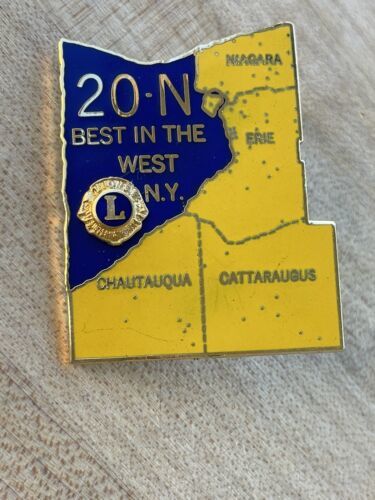 NIAGARA
20-N
BEST IN THE
ERIE
WEST
N.Y.
L
CHAUTAUQUA
CATTARAUGUS